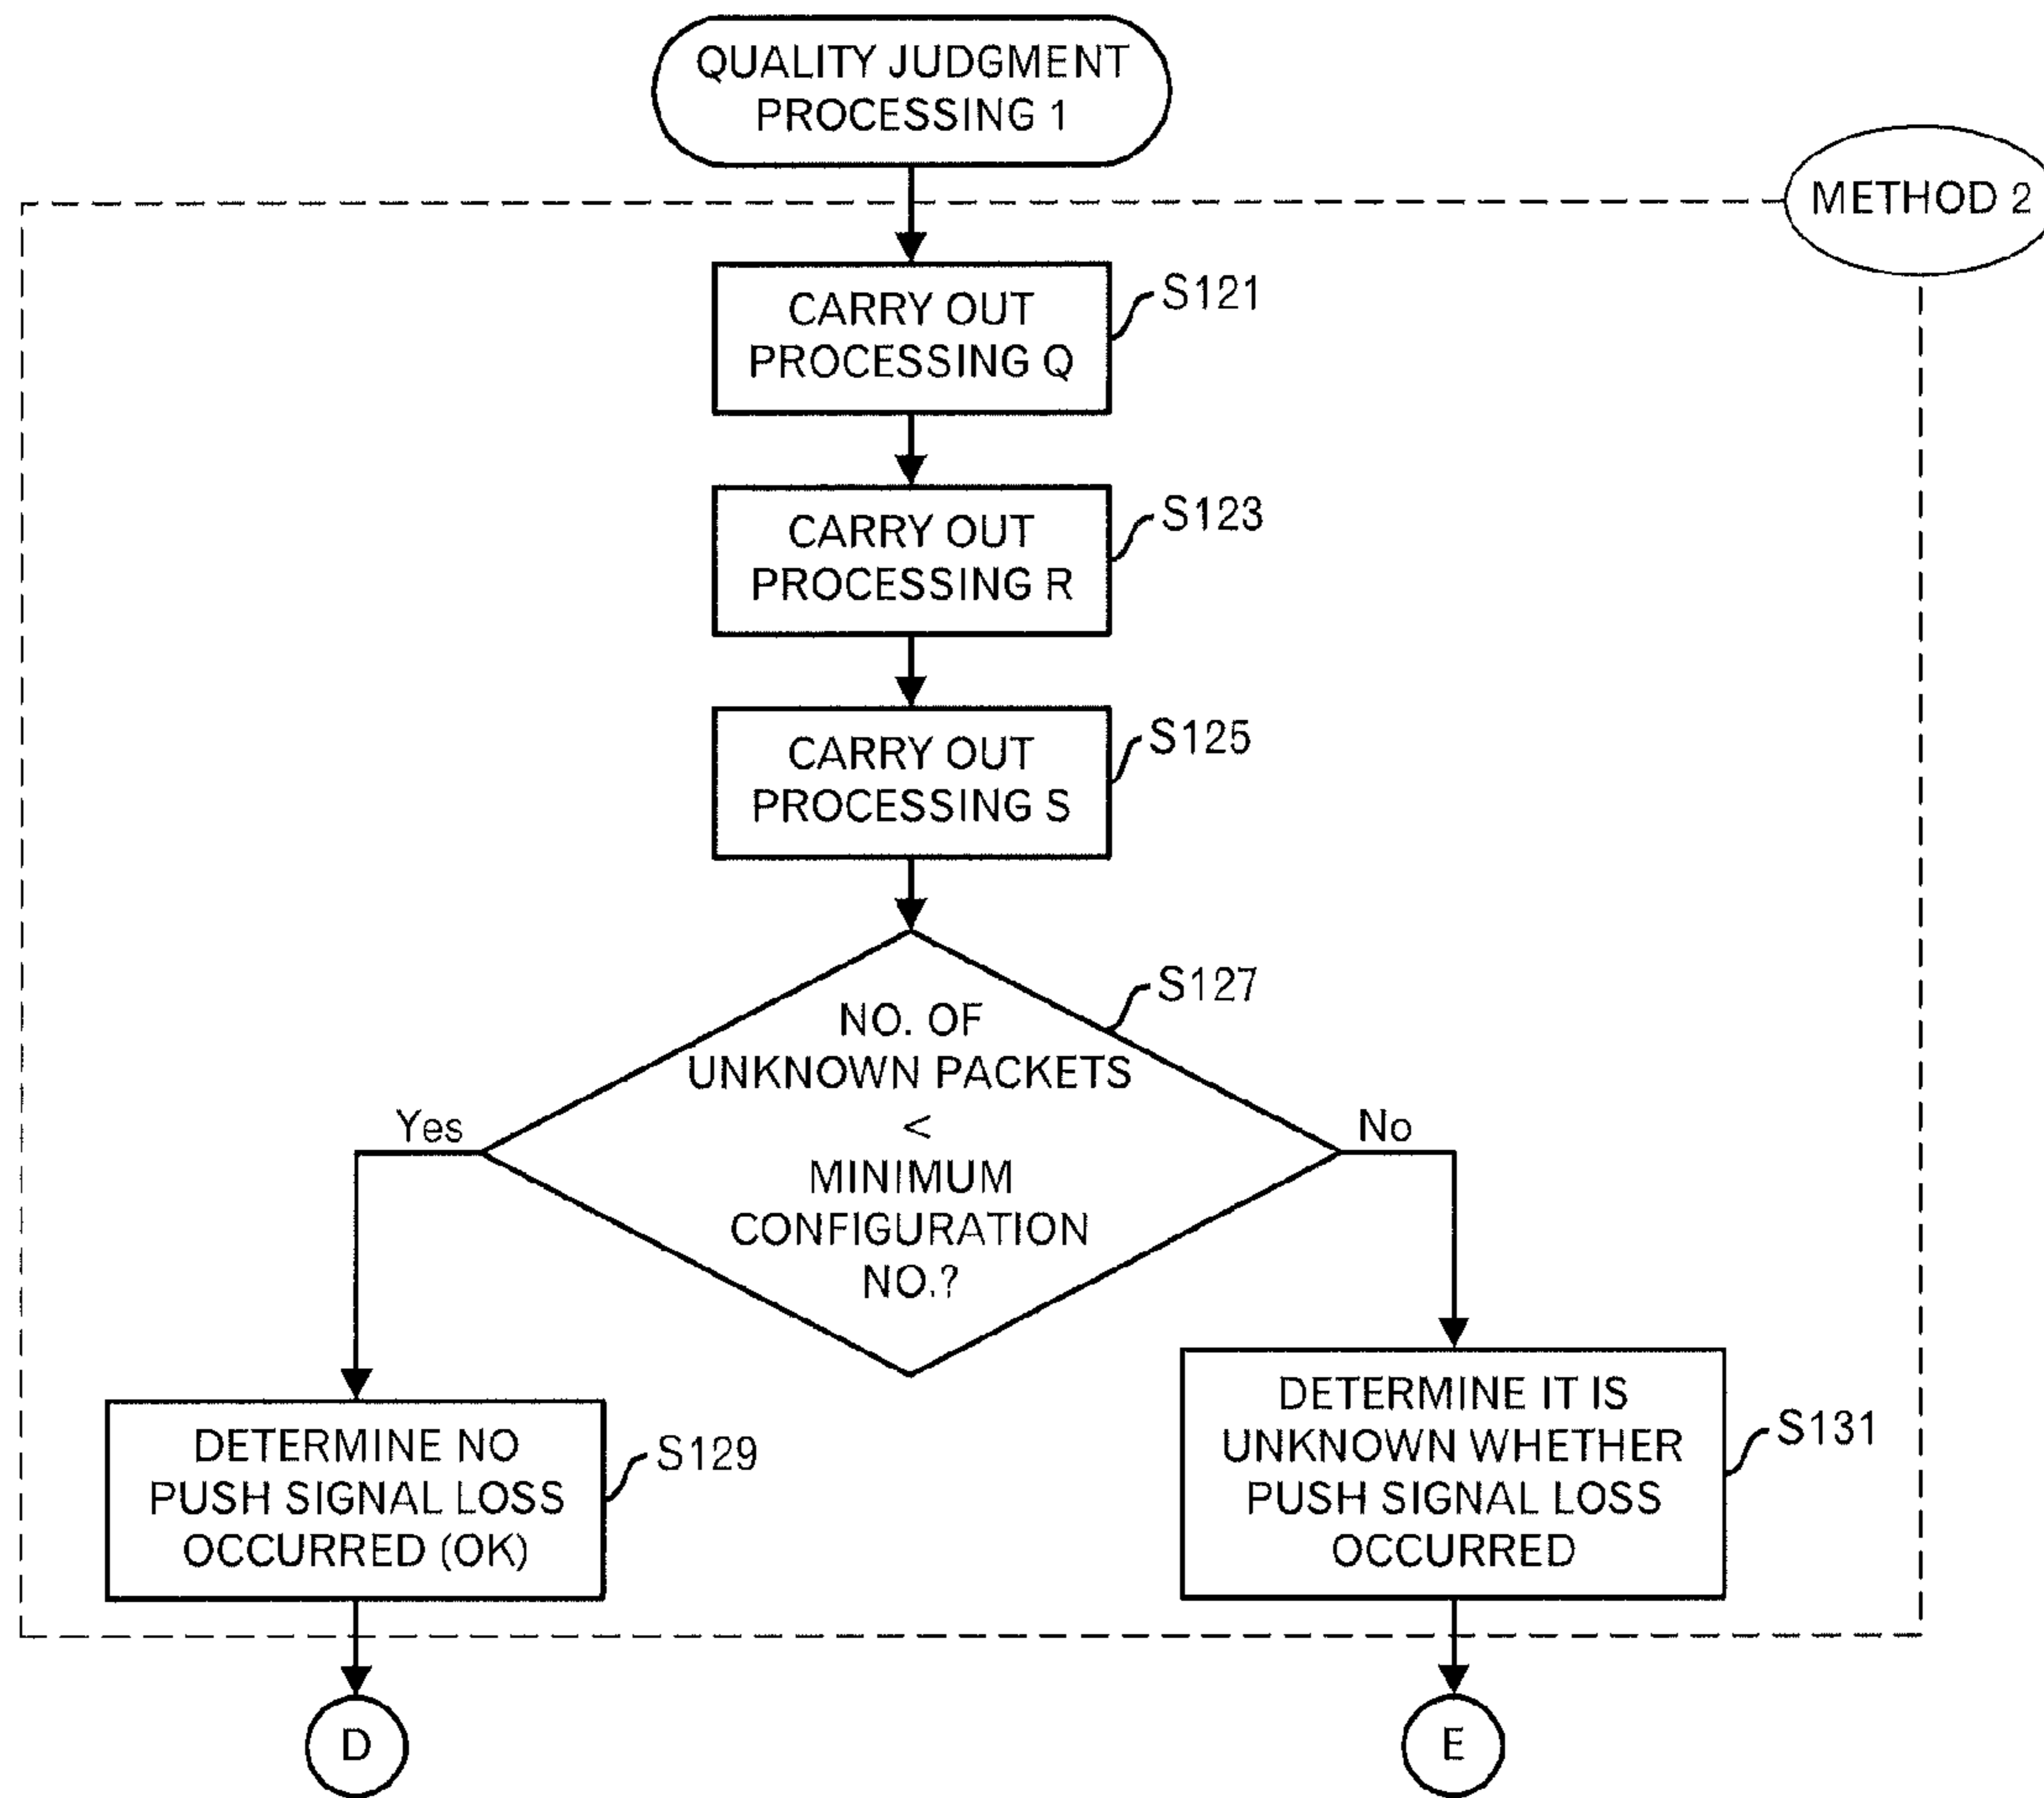 QUALITY JUDGMENT
PROCESSING 1
METHOD 2
CARRY OUT
PROCESSING Q
S121
CARRY OUT
PROCESSING R
S123
CARRY OUT
PROCESSING S
S125
NO. OF
UNKNOWN PACKETS
<
MINIMUM
CONFIGURATION
NO.?
S127
Yes
No
DETERMINE NO
PUSH SIGNAL LOSS
OCCURRED (OK)
S129
DETERMINE IT IS
UNKNOWN WHETHER
PUSH SIGNAL LOSS
OCCURRED
S131
D
E